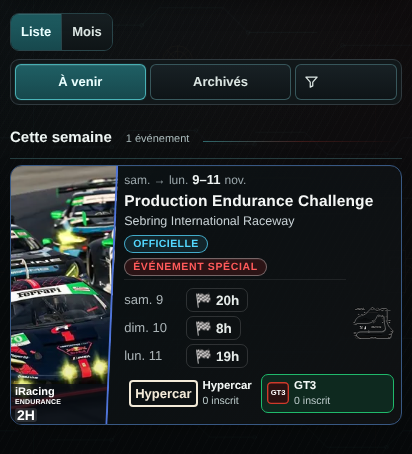 Liste Mois
À venir Archivés
Cette semaine 1 événement
sam. → lun. 9–11 nov.
Production Endurance Challenge
Sebring International Raceway
OFFICIELLE
ÉVÉNEMENT SPÉCIAL
sam. 9 20h
dim. 10 8h
lun. 11 19h
Ferrari
iRacing
ENDURANCE
2H
Hypercar Hypercar
0 inscrit
GT3 GT3
0 inscrit